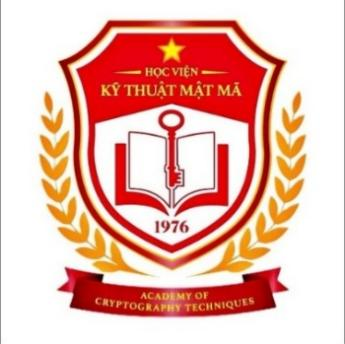 HỌC VIỆN
KỸ THUẬT MẬT MÃ
1976
ACADEMY OF
CRYPTOGRAPHY TECHNIQUES